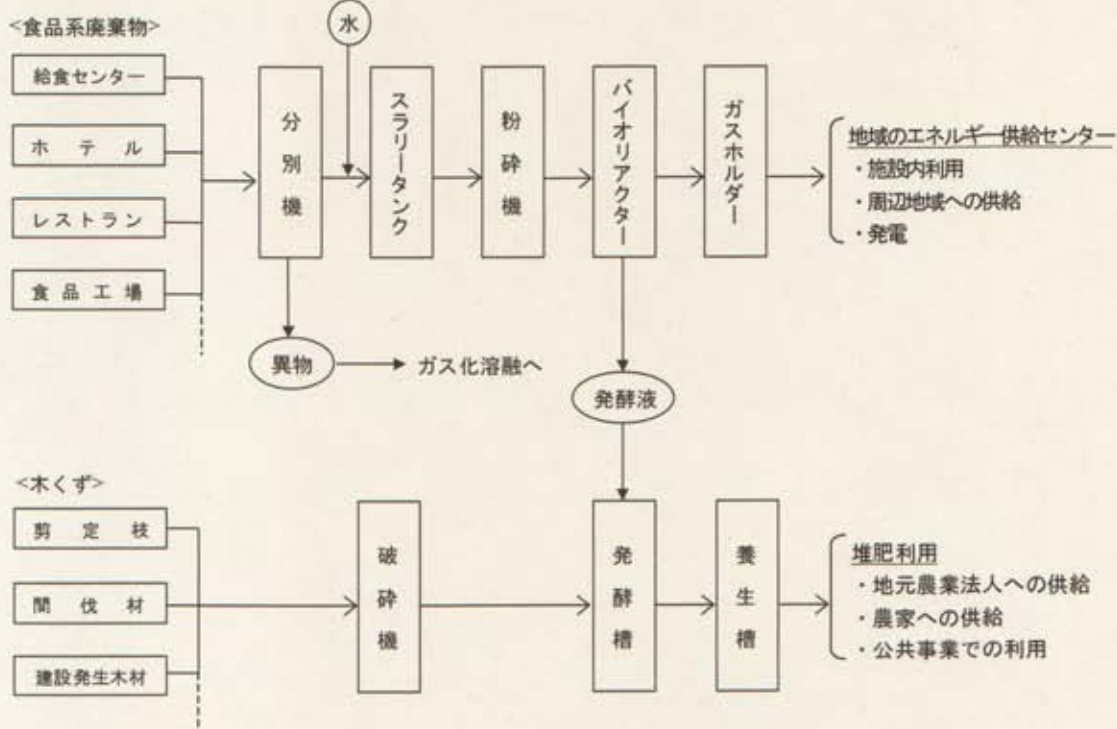 <食品系廃棄物>
水
給食センター
ホテル
レストラン
食品工場
分別機
スラリータンク
粉砕機
バイオリアクター
ガスホルダー
地域のエネルギー供給センター
・施設内利用
・周辺地域への供給
・発電
異物
ガス化溶融へ
発酵液
<木くず>
剪定枝
間伐材
建設発生木材
破砕機
発酵槽
養生槽
堆肥利用
・地元農業法人への供給
・農家への供給
・公共事業での利用